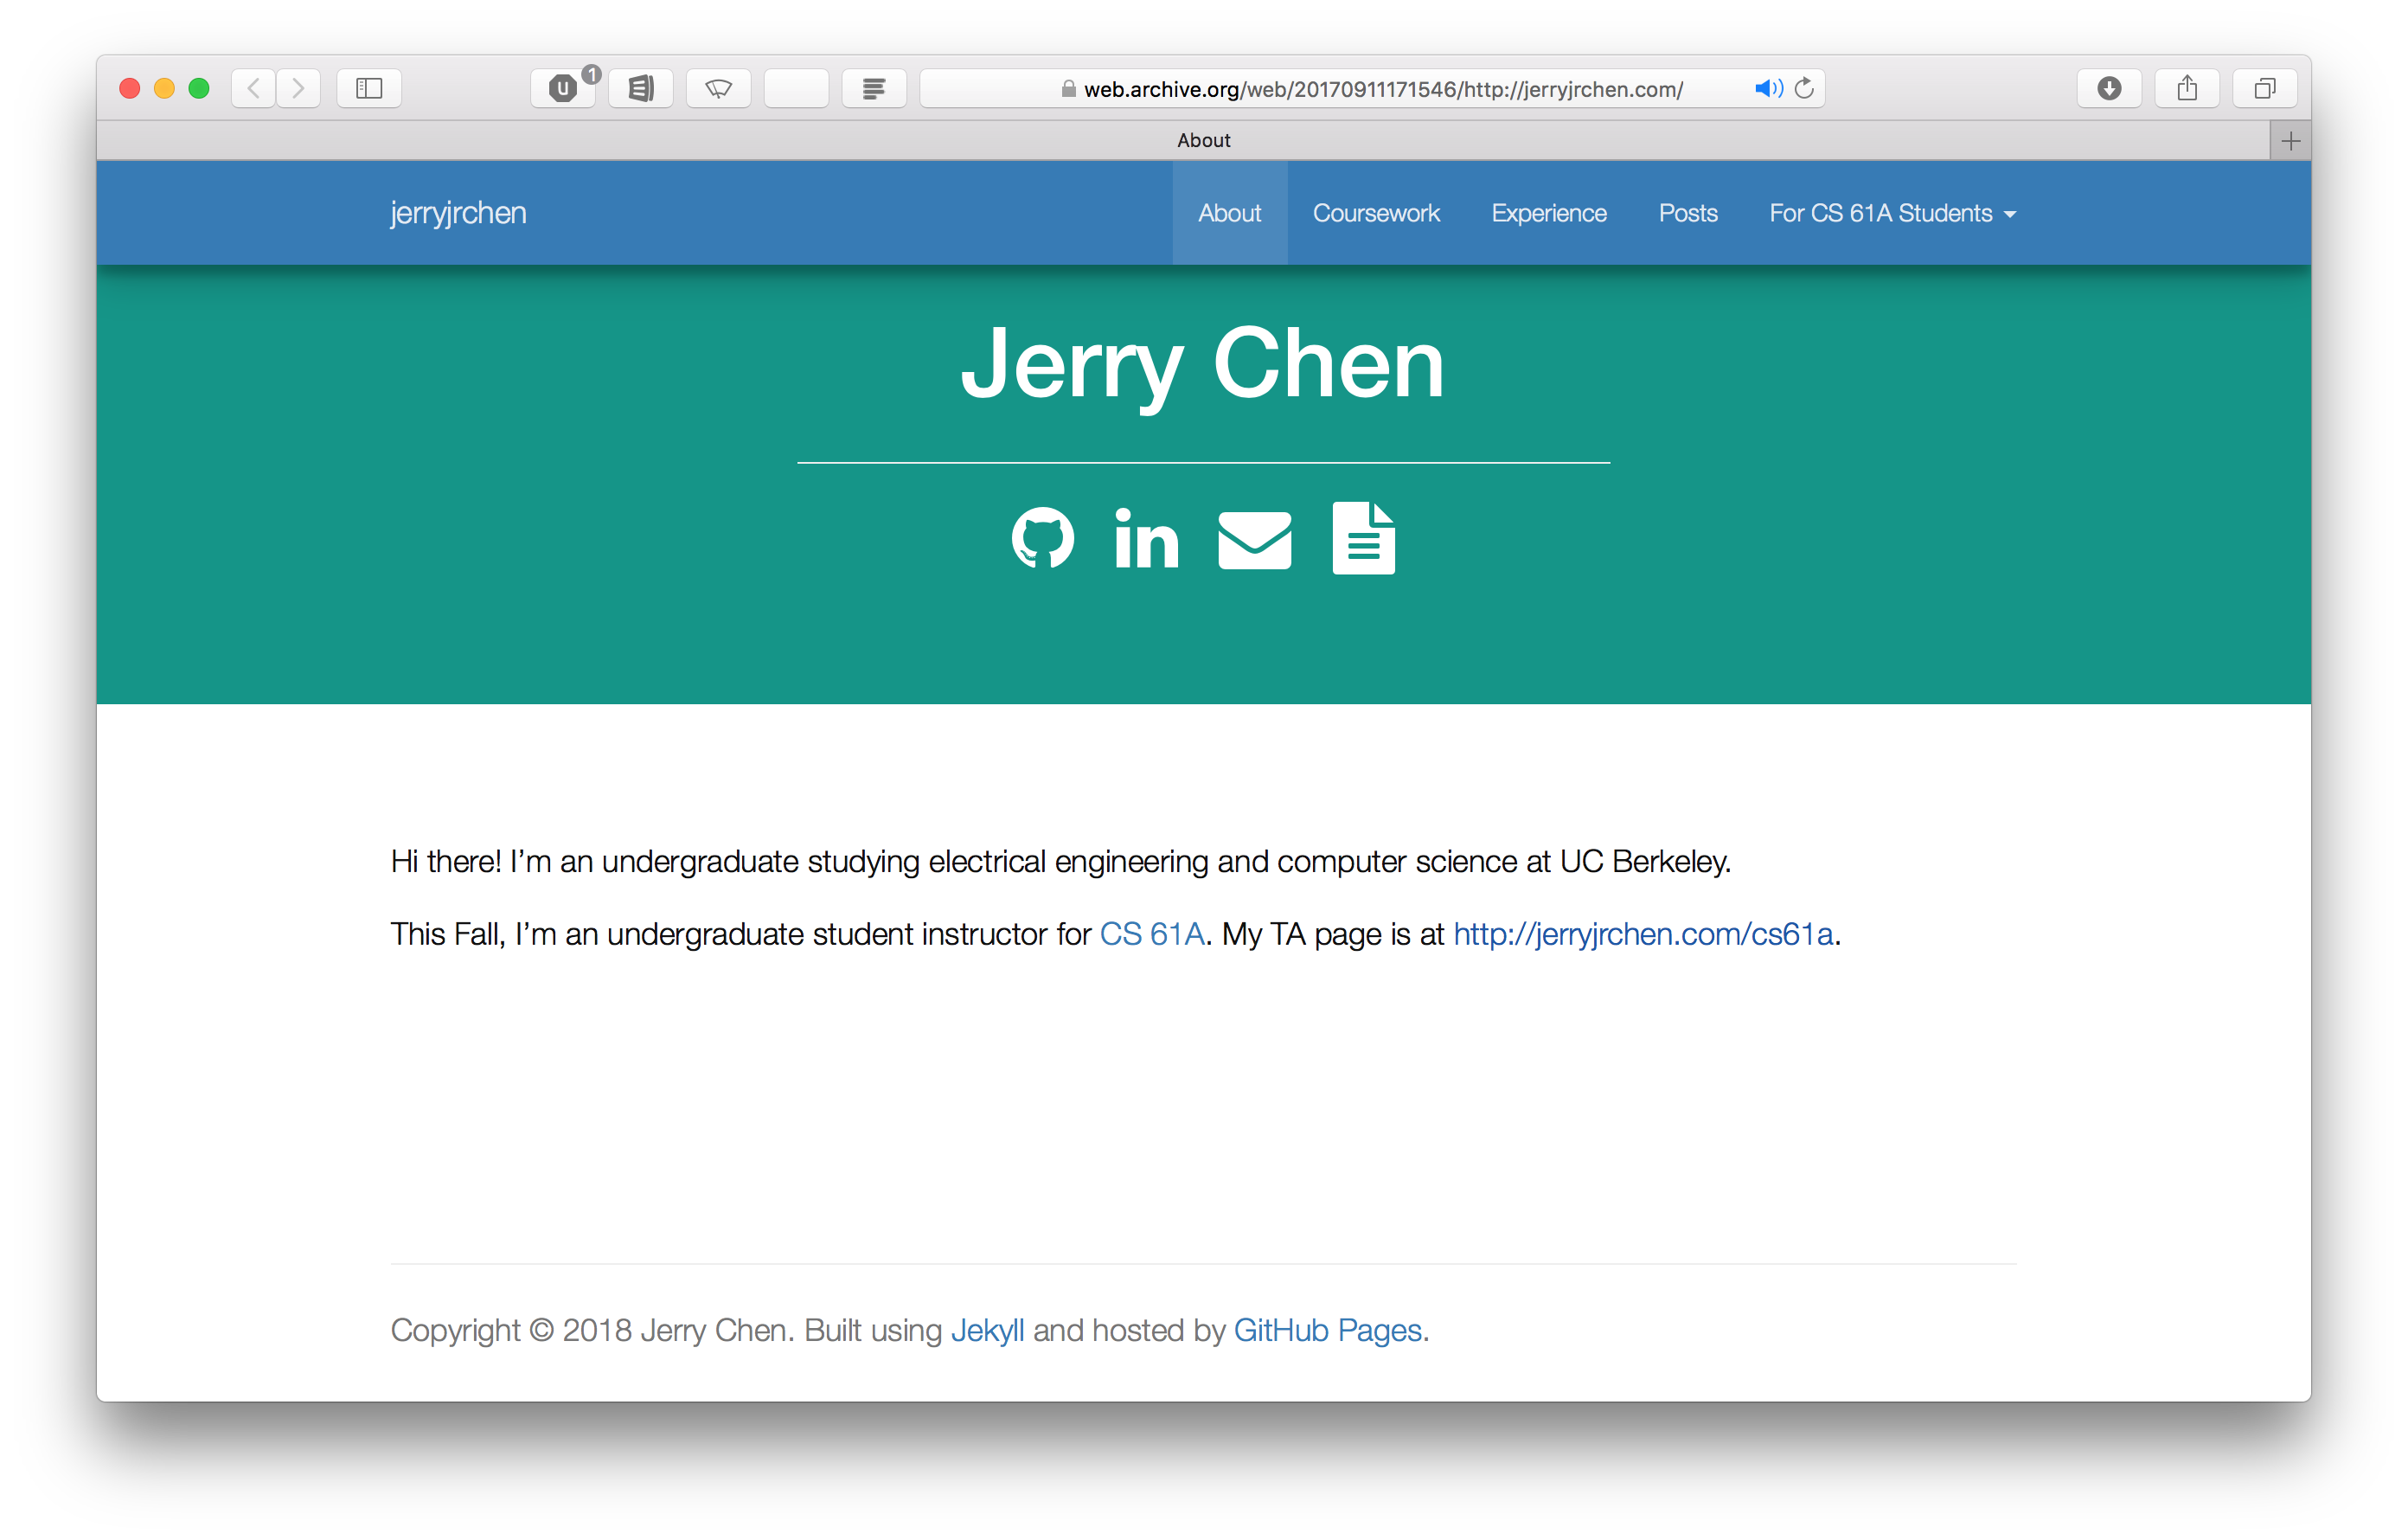 U 1 web.archive.org/web/20170911171546/http://jerryjrchen.com/
About
jerryjrchen About Coursework Experience Posts For CS 61A Students
Jerry Chen
in
Hi there! I’m an undergraduate studying electrical engineering and computer science at UC Berkeley.
This Fall, I’m an undergraduate student instructor for CS 61A. My TA page is at http://jerryjrchen.com/cs61a.
Copyright © 2018 Jerry Chen. Built using Jekyll and hosted by GitHub Pages.